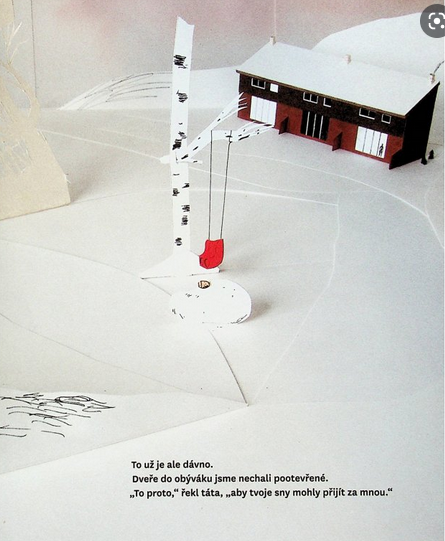 To už je ale dávno.
Dveře do obýváku jsme nechali pootevřené.
„To proto,“ řekl táta, „aby tvoje sny mohly přijít za mnou.“